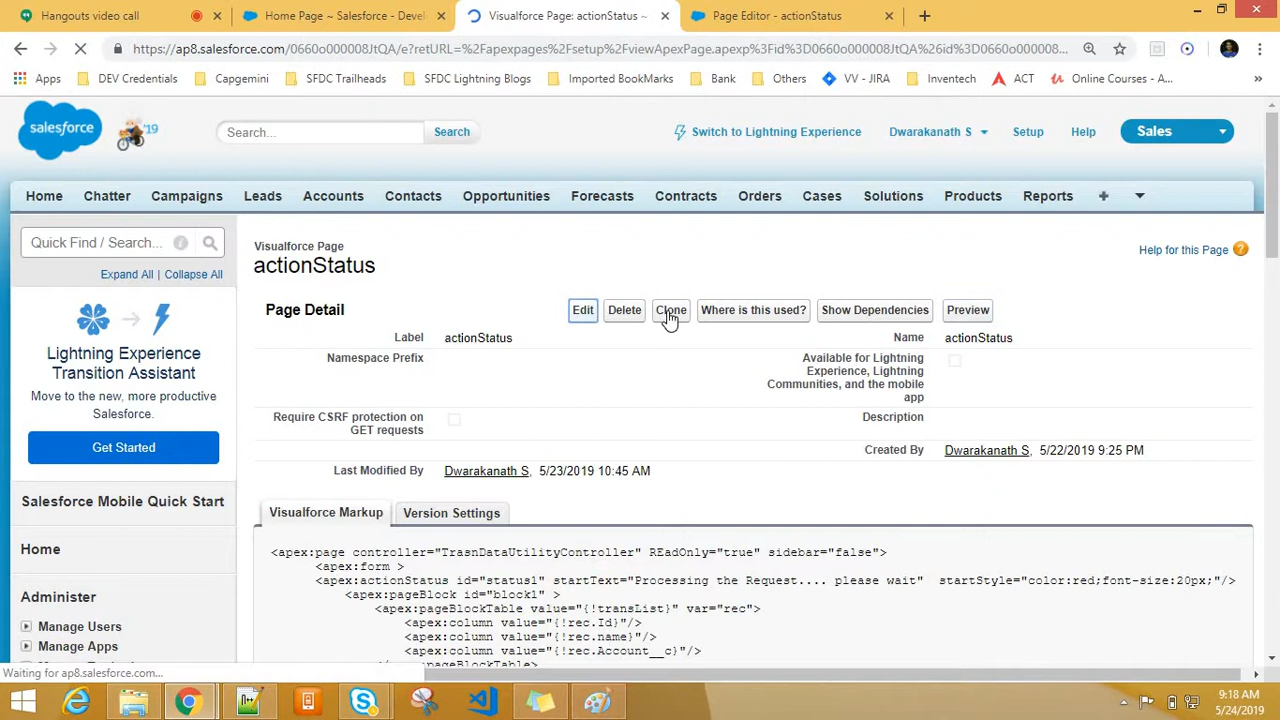 Hangouts video call
Home Page ~ Salesforce - Devel
Visualforce Page: actionStatus ~
Page Editor - actionStatus
https://ap8.salesforce.com/0660o000008JtQA/e?retURL=%2Fapexpages%2Fsetup%2FviewApexPage.apexp%3Fid%3D0660o000008JtQA%26id%3D0660o000008...
Apps
DEV Credentials
Capgemini
SFDC Trailheads
SFDC Lightning Blogs
Imported BookMarks
Bank
Others
VV - JIRA
Inventech
ACT
Online Courses - A...
»
salesforce
'19
Search...
Search
Switch to Lightning Experience
Dwarakanath S
Setup
Help
Sales
Home
Chatter
Campaigns
Leads
Accounts
Contacts
Opportunities
Forecasts
Contracts
Orders
Cases
Solutions
Products
Reports
+
Quick Find / Search...
Expand All | Collapse All
Lightning Experience
Transition Assistant
Move to the new, more productive
Salesforce.
Get Started
Salesforce Mobile Quick Start
Home
Administer
Manage Users
Manage Apps
Visualforce Page
actionStatus
Help for this Page
Page Detail
Edit
Delete
Clone
Where is this used?
Show Dependencies
Preview
Label
actionStatus
Name
actionStatus
Namespace Prefix
Available for Lightning
Experience, Lightning
Communities, and the mobile
app
Require CSRF protection on
GET requests
Description
Created By
Dwarakanath S, 5/22/2019 9:25 PM
Last Modified By
Dwarakanath S, 5/23/2019 10:45 AM
Visualforce Markup
Version Settings
<apex:page controller="TrasnDataUtilityController" REadOnly="true" sidebar="false">
<apex:form >
<apex:actionStatus id="status1" startText="Processing the Request.... please wait" startStyle="color:red;font-size:20px;"/>
<apex:pageBlock id="block1" >
<apex:pageBlockTable value="{!transList}" var="rec">
<apex:column value="{!rec.Id}"/>
<apex:column value="{!rec.name}"/>
<apex:column value="{!rec.Account__c}"/>
Waiting for ap8.salesforce.com...
9:18 AM
5/24/2019